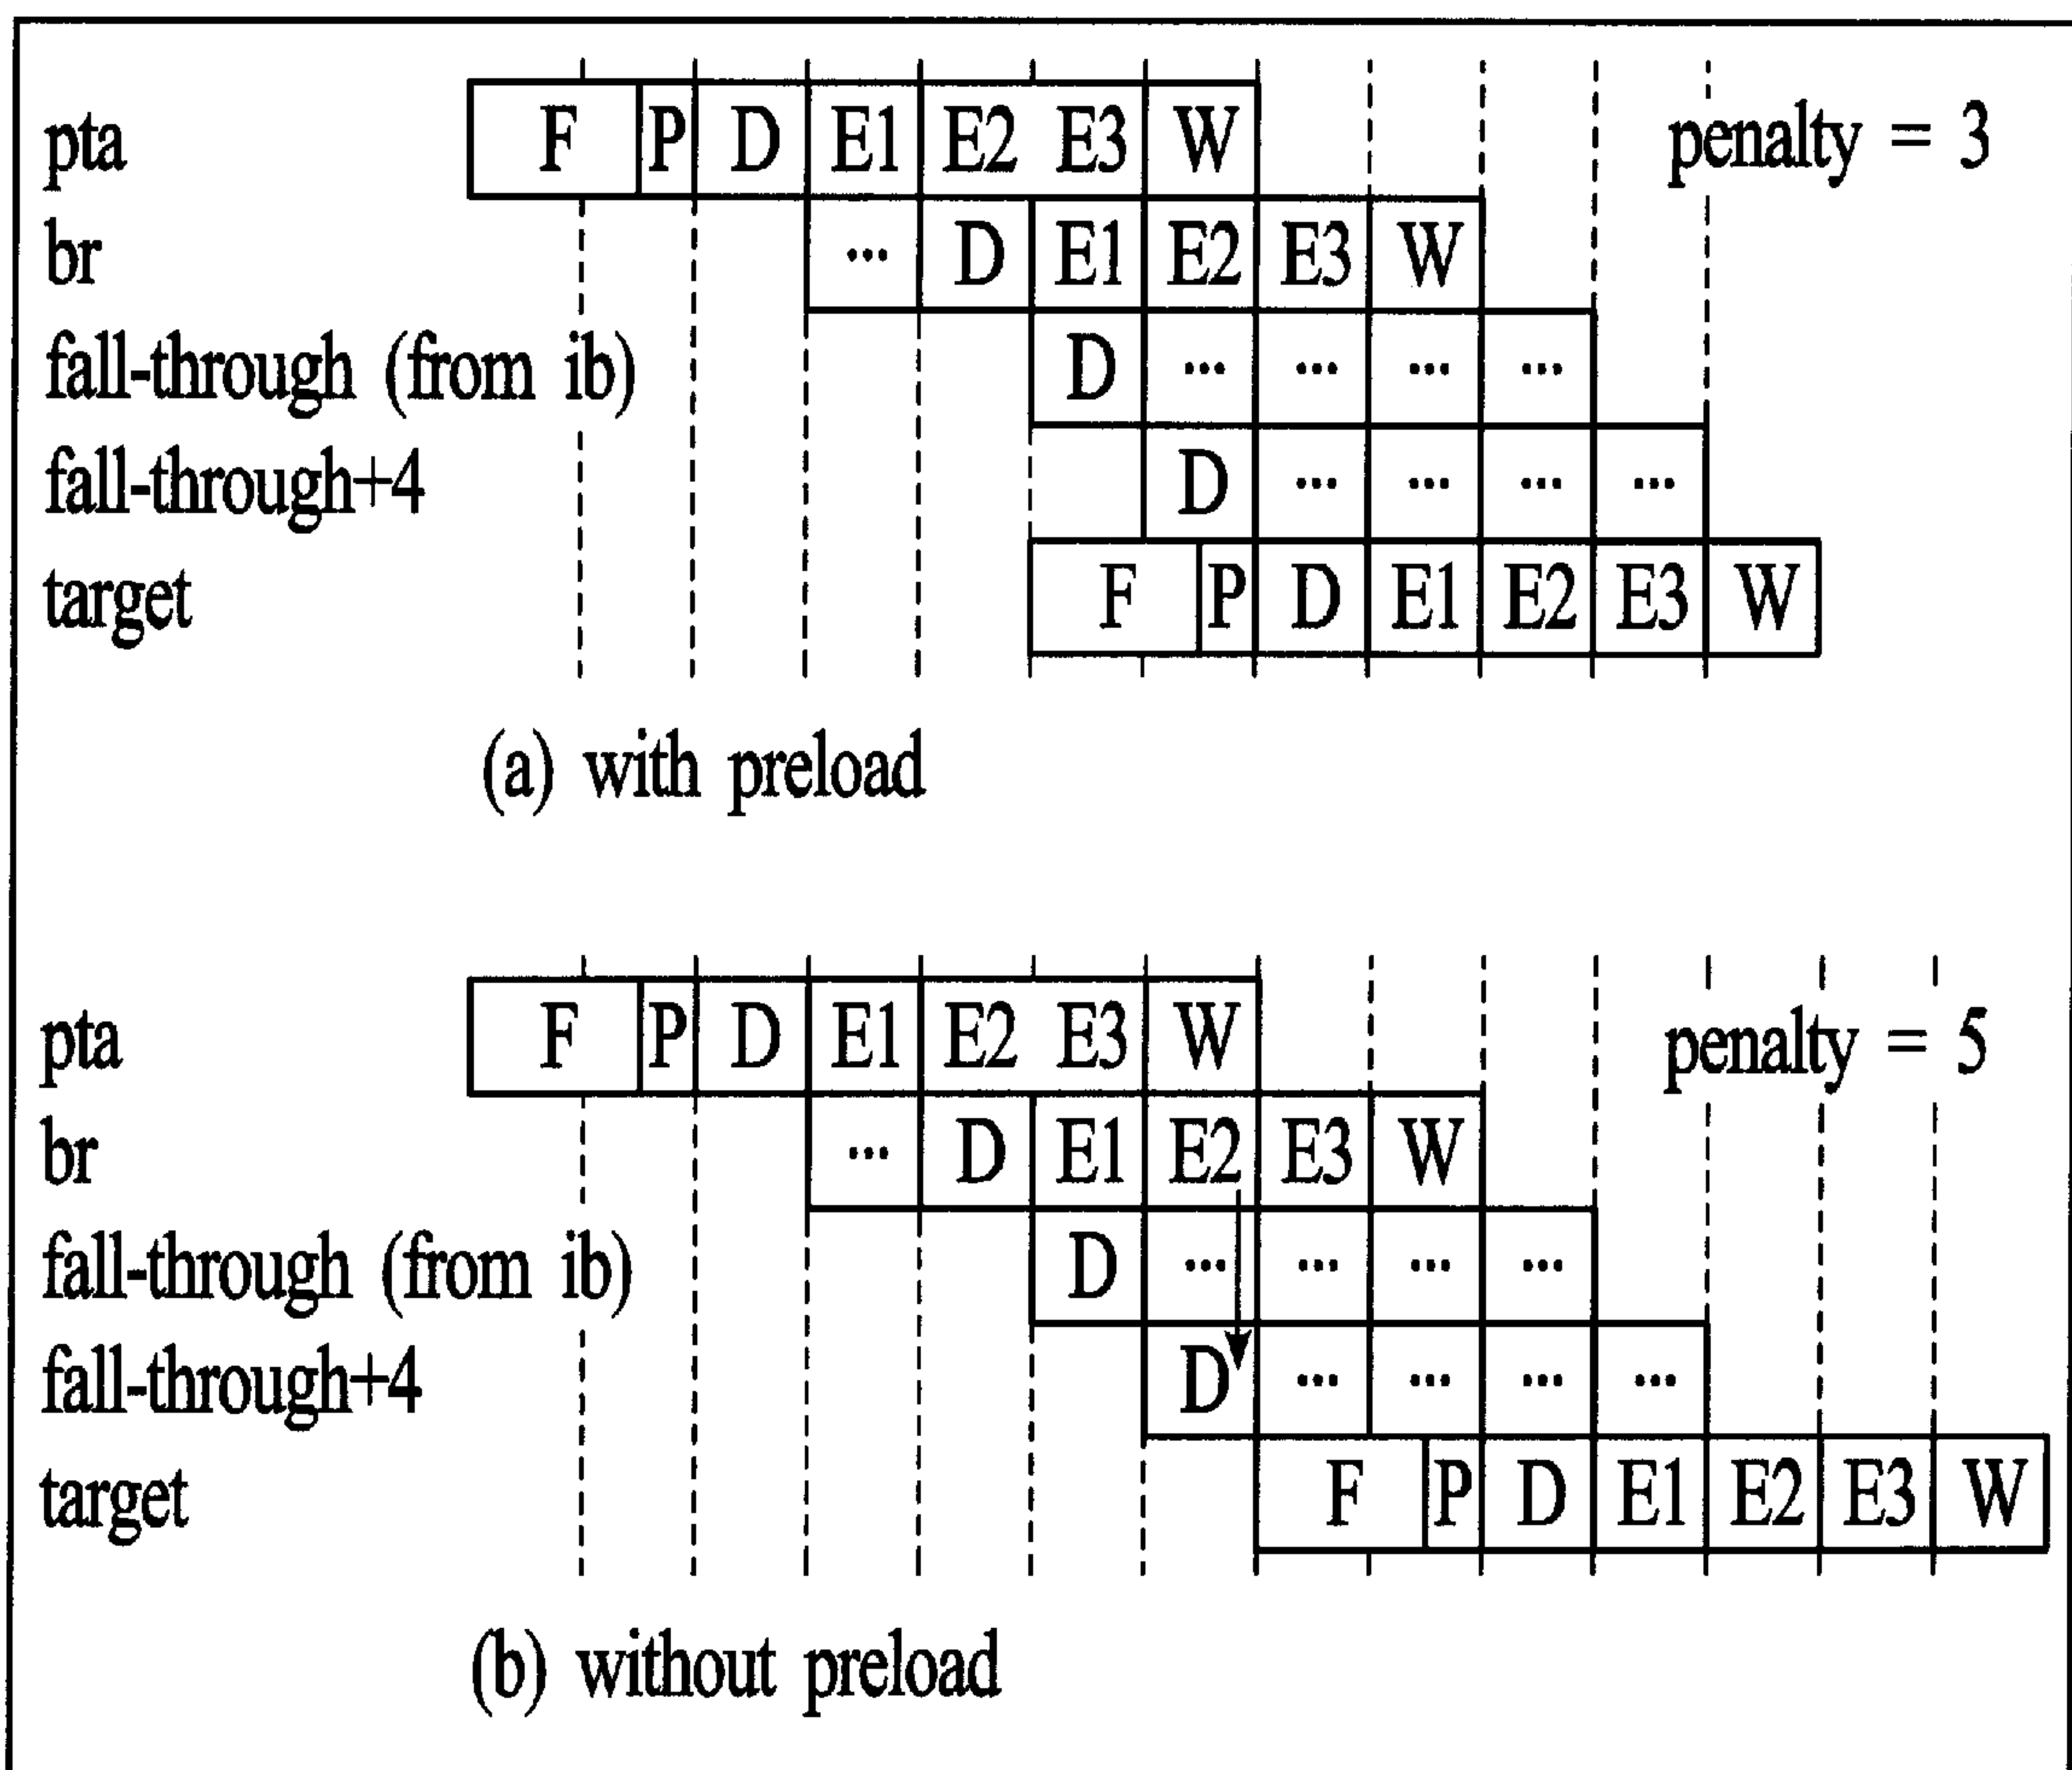 pta F P D E1 E2 E3 W penalty = 3
br ... D E1 E2 E3 W
fall-through (from ib) D ... ... ... ...
fall-through+4 D ... ... ... ...
target F P D E1 E2 E3 W
(a) with preload
pta F P D E1 E2 E3 W penalty = 5
br ... D E1 E2 E3 W
fall-through (from ib) D ... ... ... ...
fall-through+4 D ... ... ... ...
target F P D E1 E2 E3 W
(b) without preload